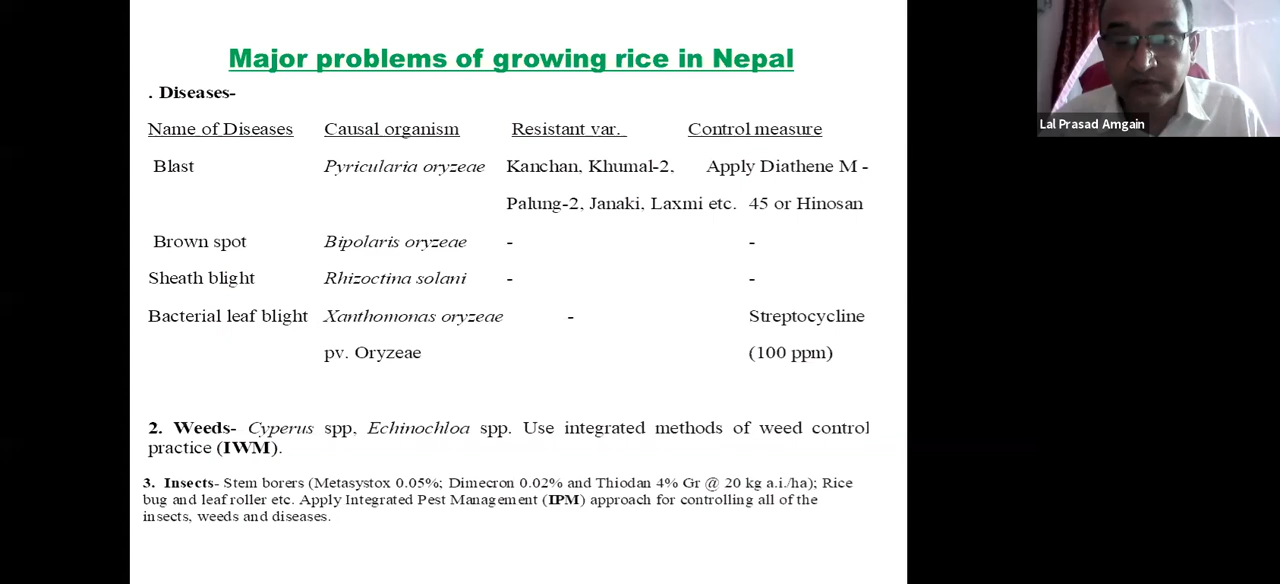 Major problems of growing rice in Nepal
. Diseases-
Name of Diseases Causal organism Resistant var. Control measure
Blast Pyricularia oryzeae Kanchan, Khumal-2, Apply Diathene M -
Palung-2, Janaki, Laxmi etc. 45 or Hinosan
Brown spot Bipolaris oryzeae - -
Sheath blight Rhizoctina solani - -
Bacterial leaf blight Xanthomonas oryzeae - Streptocycline
pv. Oryzeae (100 ppm)
2. Weeds- Cyperus spp, Echinochloa spp. Use integrated methods of weed control
practice (IWM).
3. Insects- Stem borers (Metasystox 0.05%; Dimecron 0.02% and Thiodan 4% Gr @ 20 kg a.i./ha); Rice
bug and leaf roller etc. Apply Integrated Pest Management (IPM) approach for controlling all of the
insects, weeds and diseases.
Lal Prasad Amgain